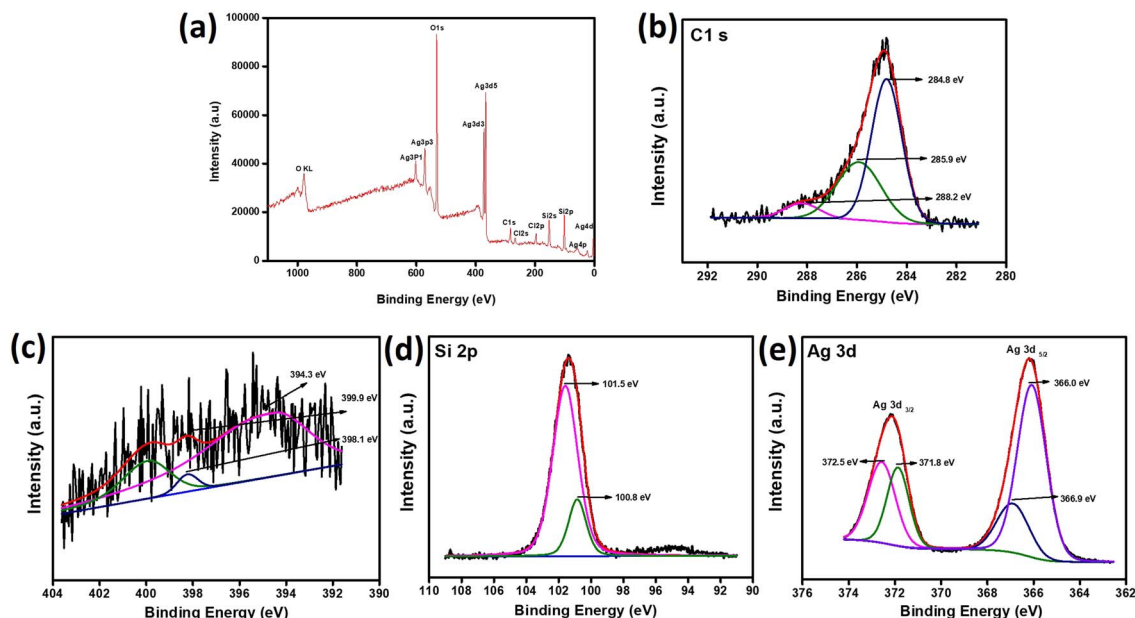 (a)
Intensity (a.u)
100000
80000
60000
40000
20000
0
O KL
Ag3P1
Ag3p3
O1s
Ag3d3
Ag3d5
C1s
Cl2s
Cl2p
Si2s
Si2p
Ag4p
Ag4d
1000 800 600 400 200 0
Binding Energy (eV)
(b)
C1 s
Intensity (a.u.)
284.8 eV
285.9 eV
288.2 eV
292 290 288 286 284 282 280
Binding Energy (eV)
(c)
Intensity (a.u.)
394.3 eV
399.9 eV
398.1 eV
404 402 400 398 396 394 392 390
Binding Energy (eV)
(d)
Si 2p
Intensity (a.u.)
101.5 eV
100.8 eV
110 108 106 104 102 100 98 96 94 92 90
Binding Energy (eV)
(e)
Ag 3d
Intensity (a.u.)
Ag 3d 5/2
366.0 eV
Ag 3d 3/2
372.5 eV
371.8 eV
366.9 eV
376 374 372 370 368 366 364 362
Binding Energy (eV)